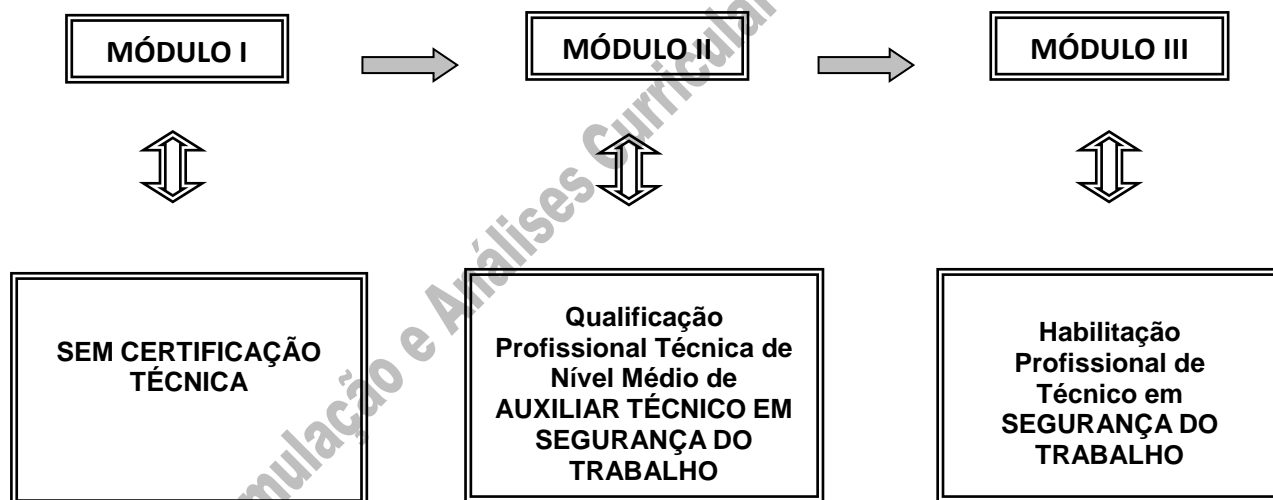 MÓDULO I
MÓDULO II
MÓDULO III
SEM CERTIFICAÇÃO
TÉCNICA
Qualificação
Profissional Técnica de
Nível Médio de
AUXILIAR TÉCNICO EM
SEGURANÇA DO
TRABALHO
Habilitação
Profissional de
Técnico em
SEGURANÇA DO
TRABALHO
e Análises